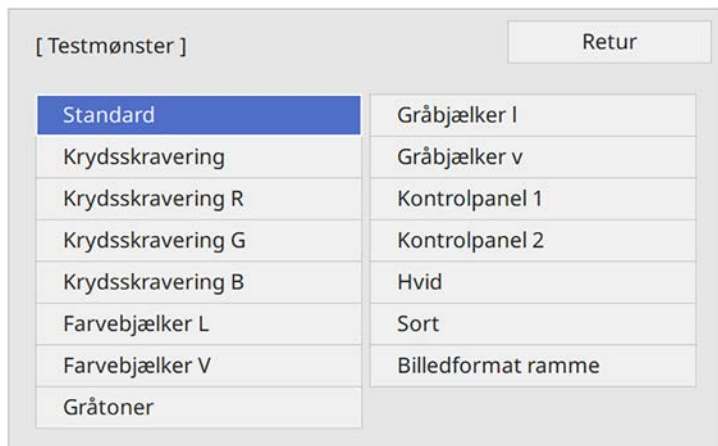 [ Testmønster ]
Retur
Standard
Krydsskravering
Krydsskravering R
Krydsskravering G
Krydsskravering B
Farvebjælker L
Farvebjælker V
Gråtoner
Gråbjælker l
Gråbjælker v
Kontrolpanel 1
Kontrolpanel 2
Hvid
Sort
Billedformat ramme